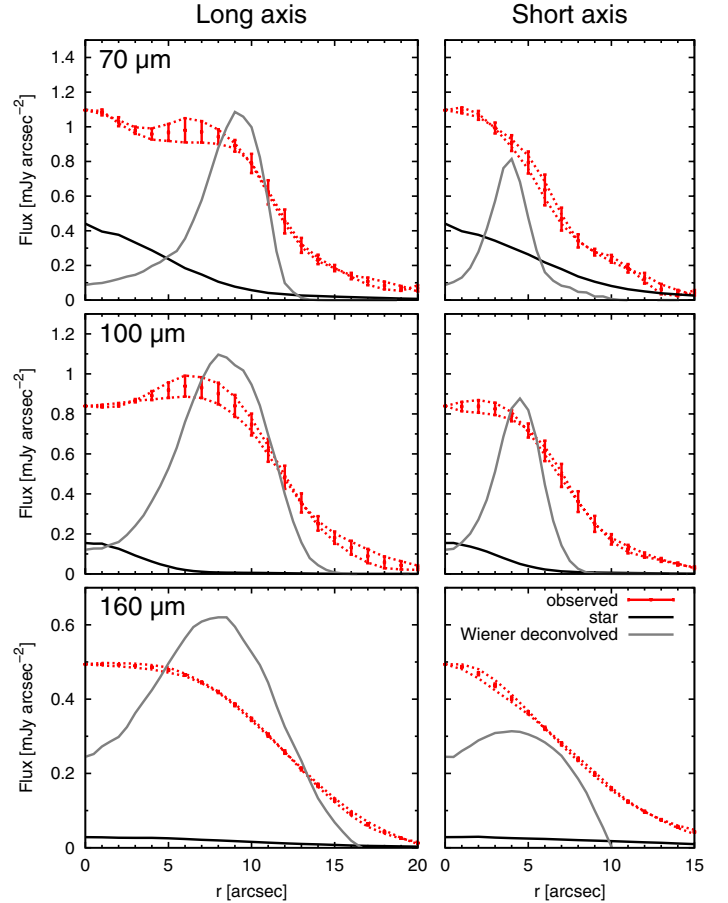 Long axis
Short axis
70 µm
Flux [mJy arcsec⁻²]
1.4
1.2
1
0.8
0.6
0.4
0.2
0
100 µm
Flux [mJy arcsec⁻²]
1.2
1
0.8
0.6
0.4
0.2
0
160 µm
observed
star
Wiener deconvolved
Flux [mJy arcsec⁻²]
0.6
0.4
0.2
0
0 5 10 15 20
0 5 10 15
r [arcsec]
r [arcsec]